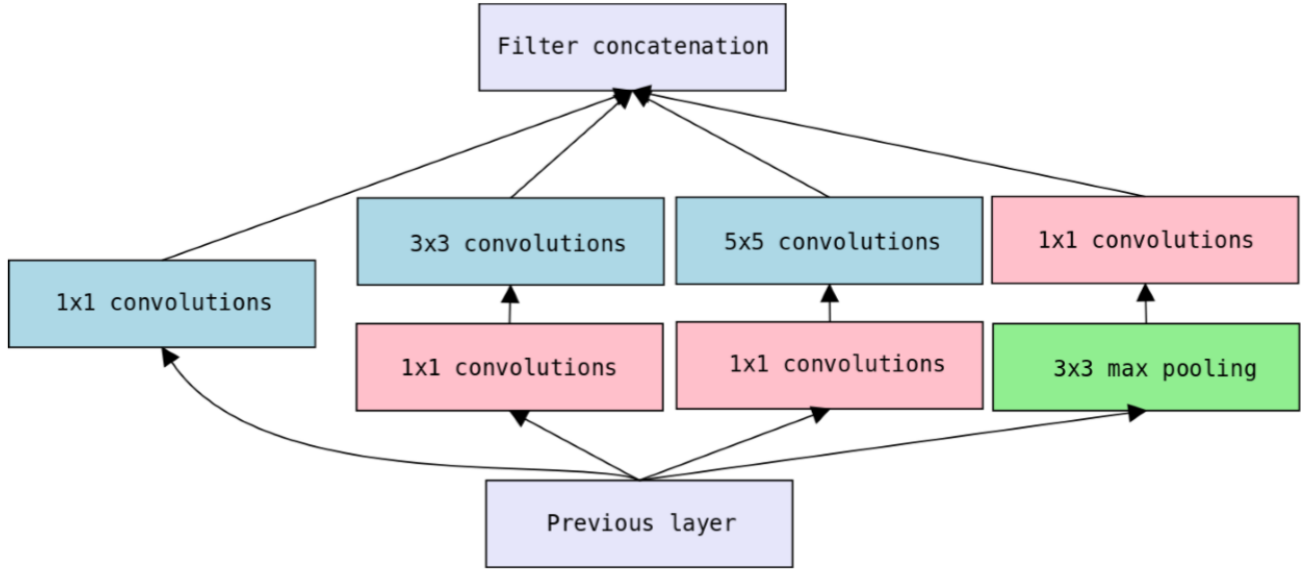 Filter concatenation
3x3 convolutions
5x5 convolutions
1x1 convolutions
1x1 convolutions
1x1 convolutions
1x1 convolutions
3x3 max pooling
Previous layer